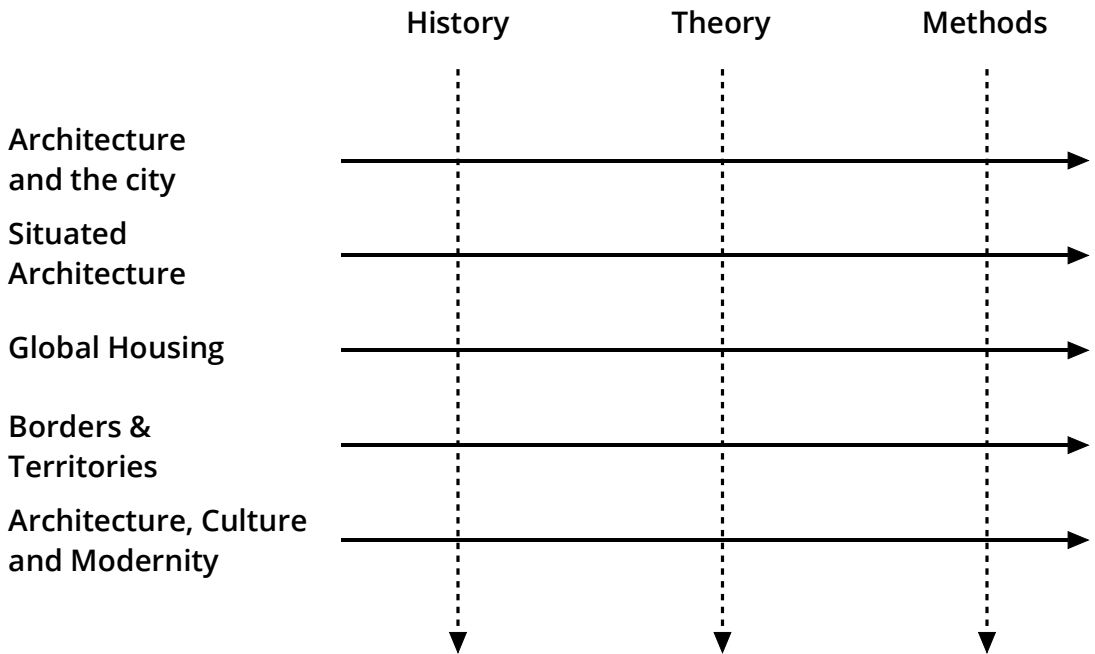 History Theory Methods
Architecture
and the city
Situated
Architecture
Global Housing
Borders &
Territories
Architecture, Culture
and Modernity